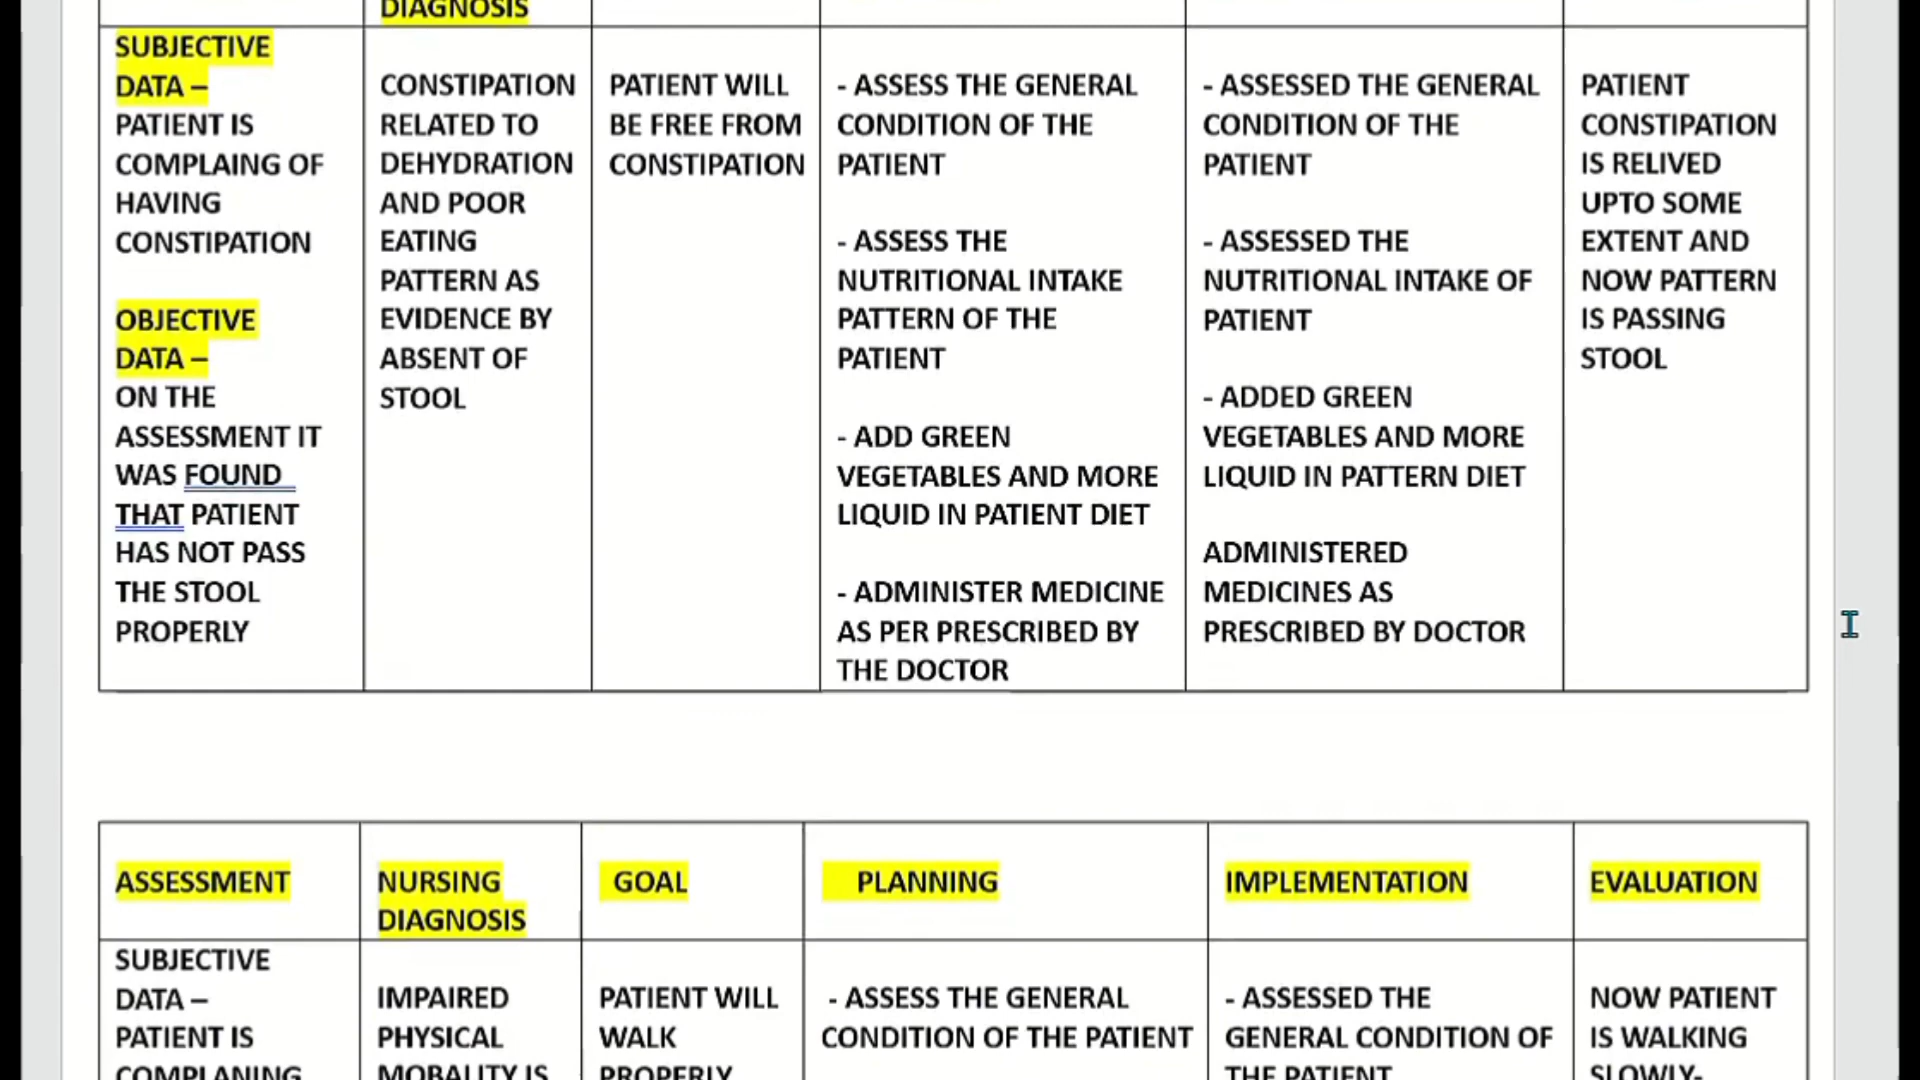 DIAGNOSIS
SUBJECTIVE
DATA –
PATIENT IS
COMPLAING OF
HAVING
CONSTIPATION
OBJECTIVE
DATA –
ON THE
ASSESSMENT IT
WAS FOUND
THAT PATIENT
HAS NOT PASS
THE STOOL
PROPERLY
CONSTIPATION
RELATED TO
DEHYDRATION
AND POOR
EATING
PATTERN AS
EVIDENCE BY
ABSENT OF
STOOL
PATIENT WILL
BE FREE FROM
CONSTIPATION
- ASSESS THE GENERAL
CONDITION OF THE
PATIENT
- ASSESS THE
NUTRITIONAL INTAKE
PATTERN OF THE
PATIENT
- ADD GREEN
VEGETABLES AND MORE
LIQUID IN PATIENT DIET
- ADMINISTER MEDICINE
AS PER PRESCRIBED BY
THE DOCTOR
- ASSESSED THE GENERAL
CONDITION OF THE
PATIENT
- ASSESSED THE
NUTRITIONAL INTAKE OF
PATIENT
- ADDED GREEN
VEGETABLES AND MORE
LIQUID IN PATTERN DIET
ADMINISTERED
MEDICINES AS
PRESCRIBED BY DOCTOR
PATIENT
CONSTIPATION
IS RELIVED
UPTO SOME
EXTENT AND
NOW PATTERN
IS PASSING
STOOL
ASSESSMENT
NURSING
DIAGNOSIS
GOAL
PLANNING
IMPLEMENTATION
EVALUATION
SUBJECTIVE
DATA –
PATIENT IS
COMPLANING
IMPAIRED
PHYSICAL
MOBALITY IS
PATIENT WILL
WALK
PROPERLY
- ASSESS THE GENERAL
CONDITION OF THE PATIENT
- ASSESSED THE
GENERAL CONDITION OF
THE PATIENT
NOW PATIENT
IS WALKING
SLOWLY-